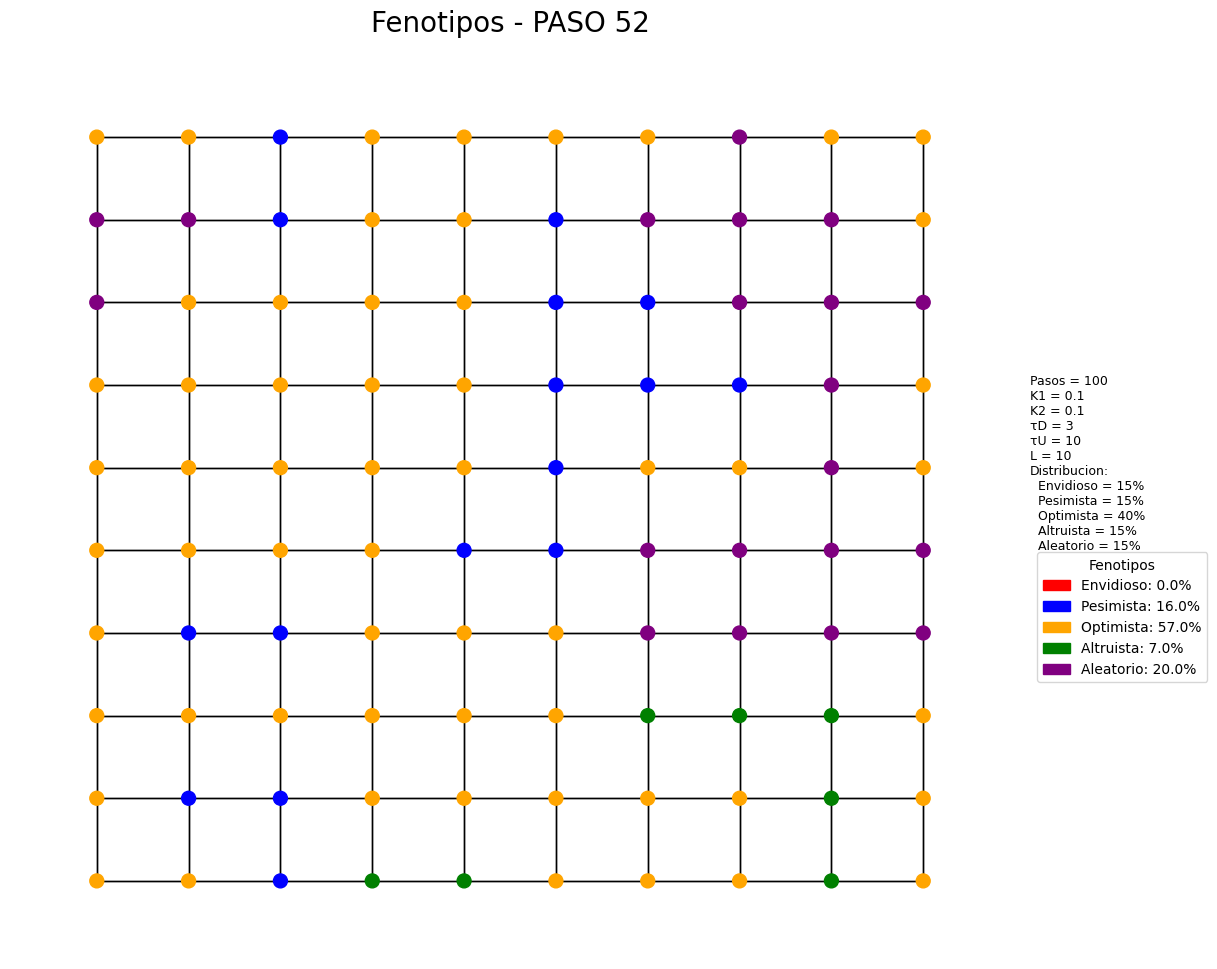 Fenotipos - PASO 52
Pasos = 100
K1 = 0.1
K2 = 0.1
τD = 3
τU = 10
L = 10
Distribucion:
Envidioso = 15%
Pesimista = 15%
Optimista = 40%
Altruista = 15%
Aleatorio = 15%
Fenotipos
Envidioso: 0.0%
Pesimista: 16.0%
Optimista: 57.0%
Altruista: 7.0%
Aleatorio: 20.0%